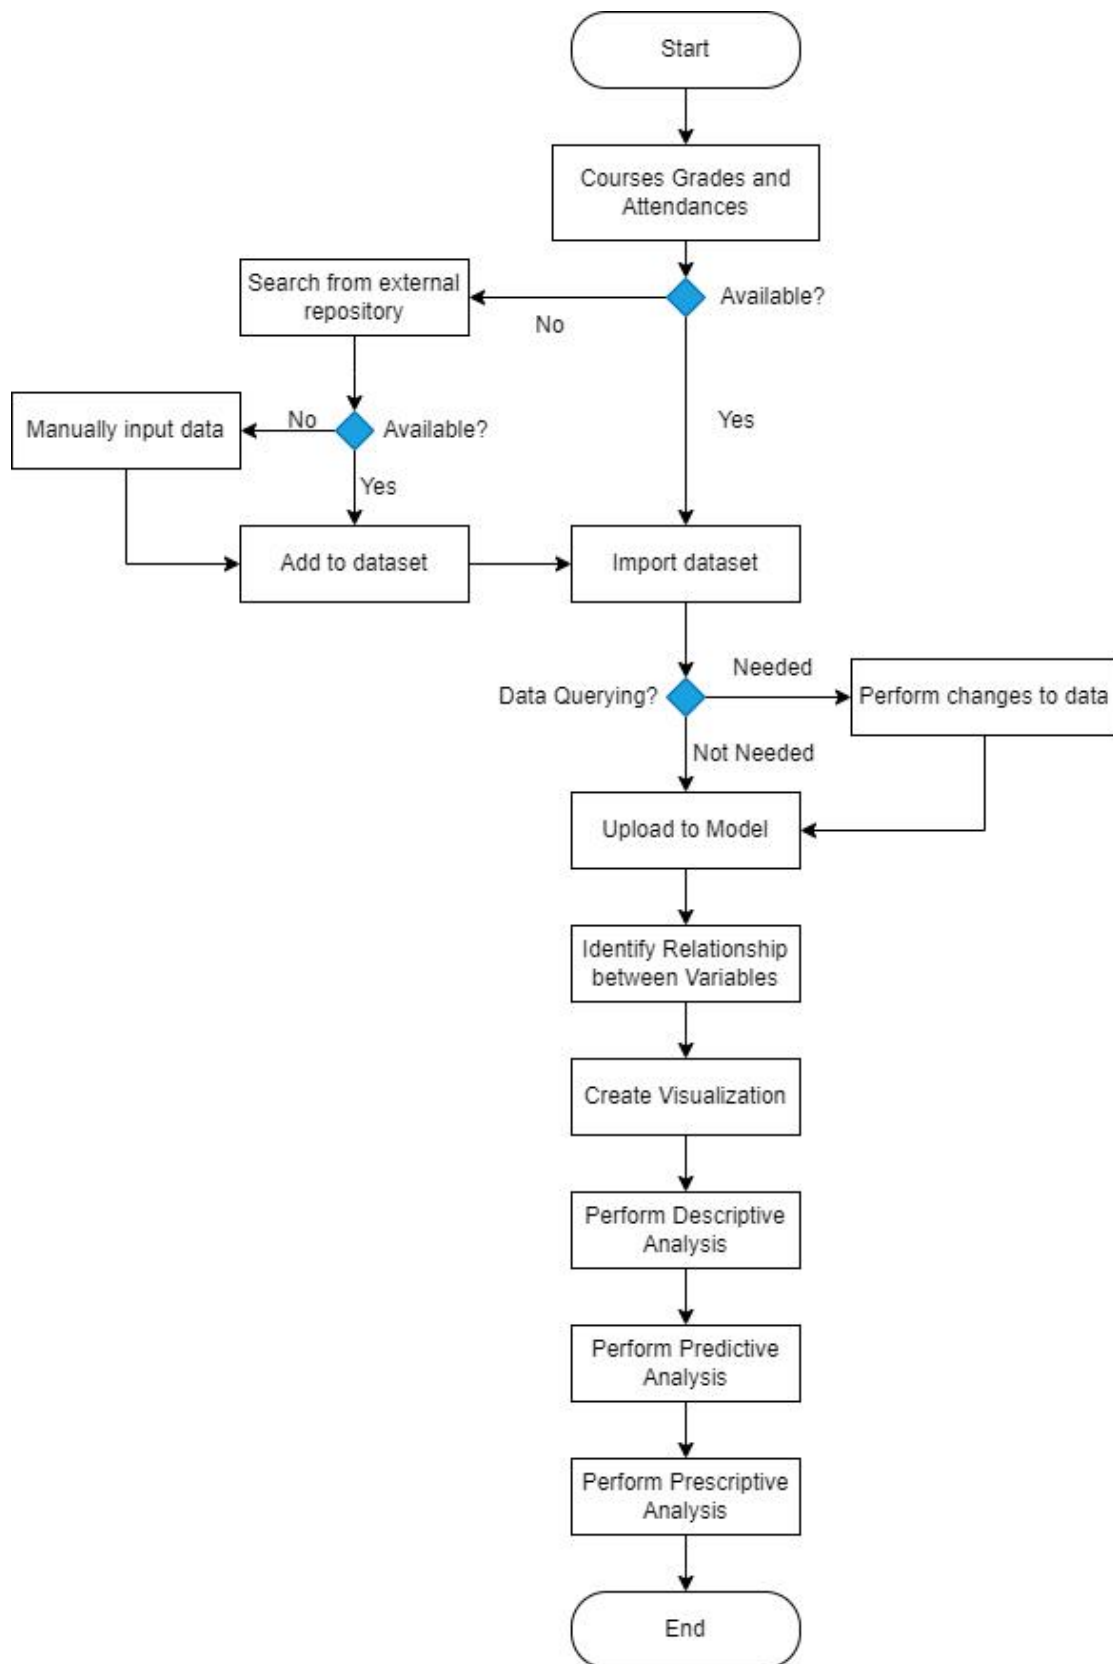 Start
Courses Grades and
Attendances
Search from external
repository
Available?
No
Manually input data
No
Available?
Yes
Yes
Add to dataset
Import dataset
Needed
Data Querying?
Perform changes to data
Not Needed
Upload to Model
Identify Relationship
between Variables
Create Visualization
Perform Descriptive
Analysis
Perform Predictive
Analysis
Perform Prescriptive
Analysis
End